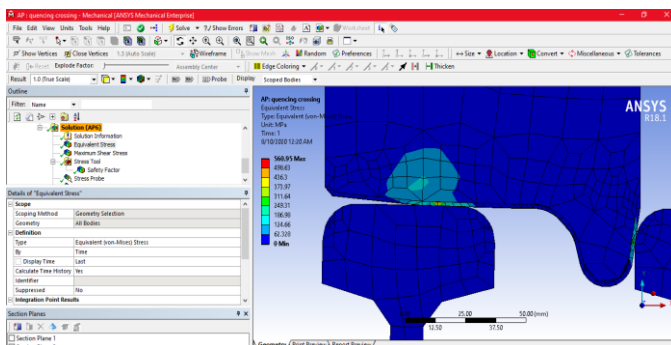 AP : quencing crossing - Mechanical [ANSYS Mechanical Enterprise]
File Edit View Units Tools Help Solve ?/ Show Errors Worksheet
Show Vertices Close Vertices 1.0 (Auto Scale) Wireframe Show Mesh Random Preferences Size Location Convert Miscellaneous Tolerances
Reset Explode Factor: Assembly Center Edge Coloring Thicken
Result 1.0 (True Scale) Probe Display Scoped Bodies
Outline
Filter: Name
Solution (AP6)
Solution Information
Equivalent Stress
Maximum Shear Stress
Stress Tool
Safety Factor
Stress Probe
Details of "Equivalent Stress"
Scope
Scoping Method Geometry Selection
Geometry All Bodies
Definition
Type Equivalent (von-Mises) Stress
By Time
Display Time Last
Calculate Time History Yes
Identifier
Suppressed No
Integration Point Results
Section Planes
Section Plane 1
AP: quencing crossing
Equivalent Stress
Type: Equivalent (von-Mises) Stress
Unit: MPa
Time: 1
8/10/2020 12:20 AM
560.95 Max
498.63
436.3
373.97
311.64
249.31
186.98
124.66
62.328
0 Min
ANSYS
R18.1
25.00 50.00 (mm)
12.50 37.50
Geometry Print Preview Report Preview